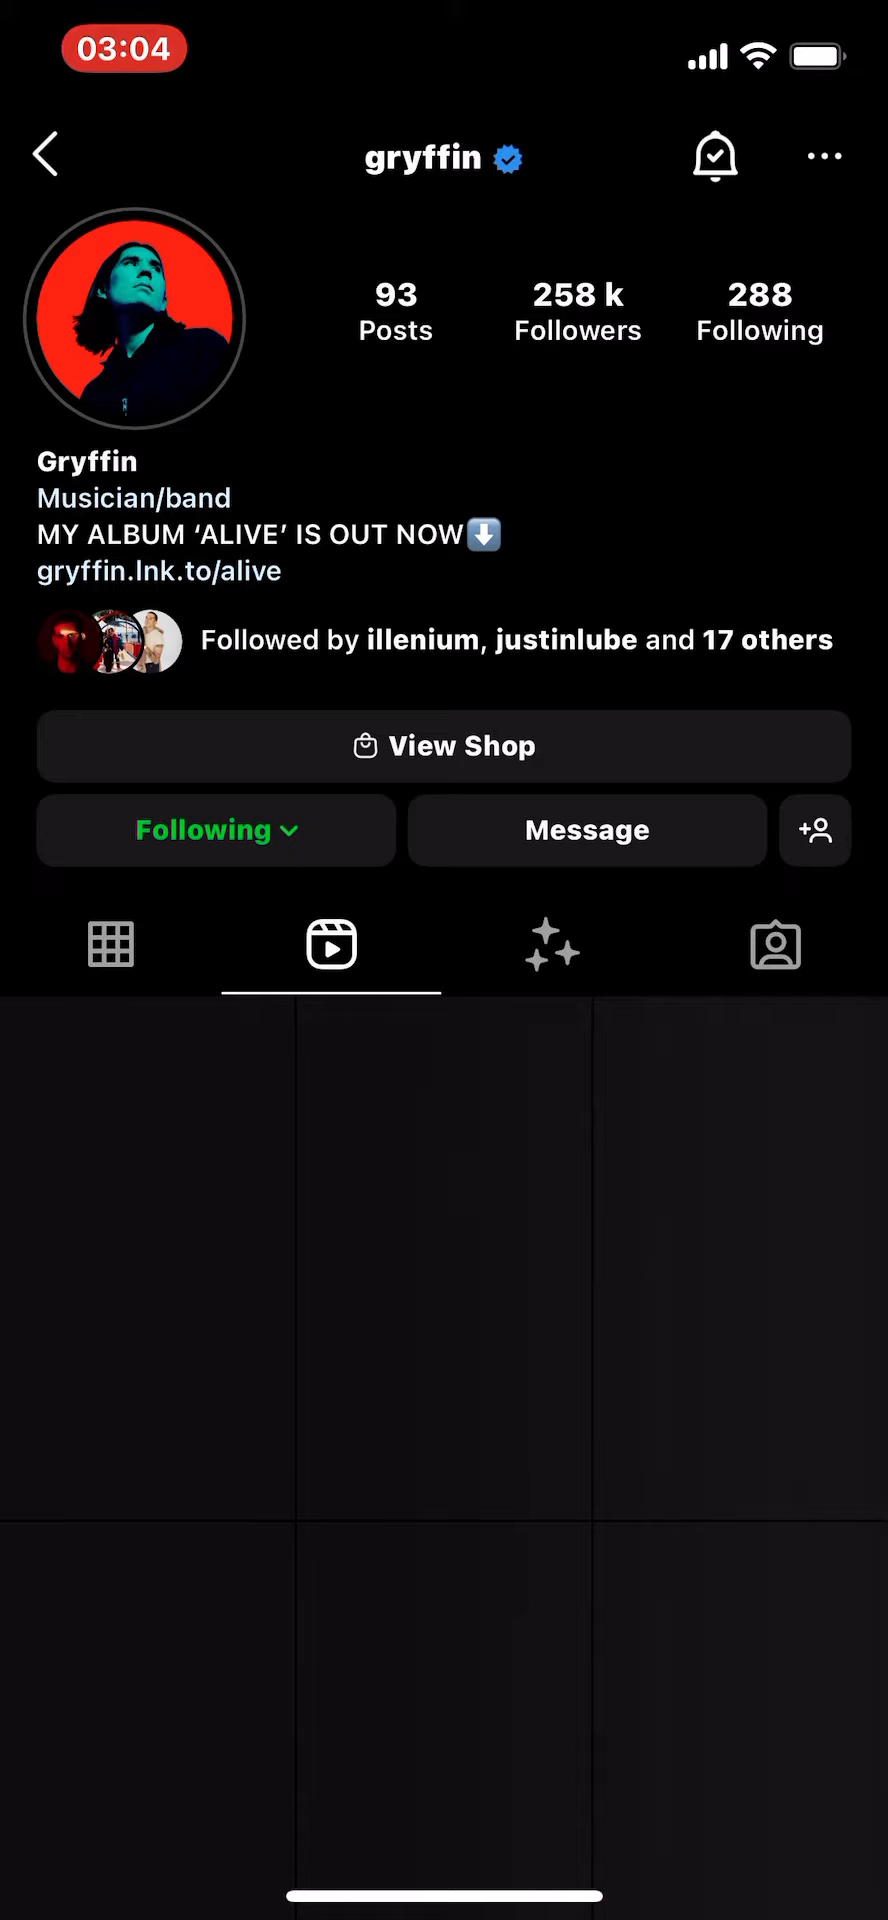 03:04
gryffin
93
258 k
288
Posts
Followers
Following
Gryffin
Musician/band
MY ALBUM ‘ALIVE’ IS OUT NOW⬇️
gryffin.lnk.to/alive
Followed by illenium, justinlube and 17 others
View Shop
Following
Message